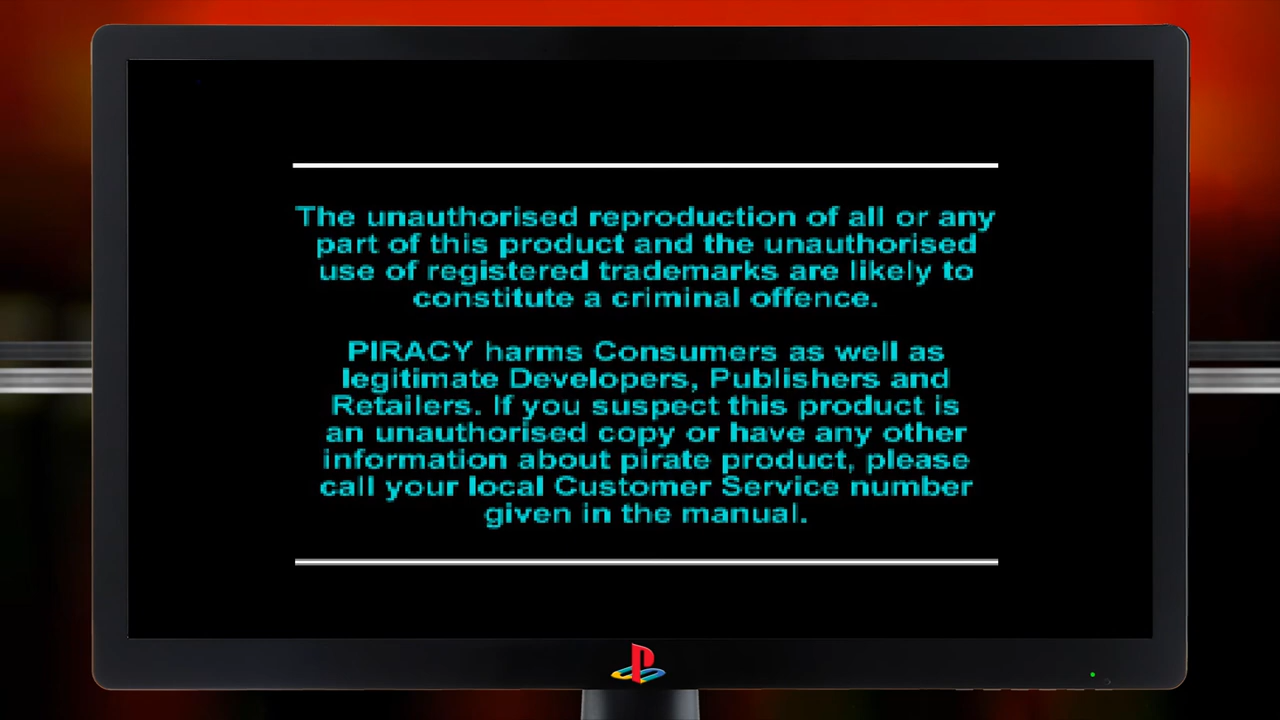 The unauthorised reproduction of all or any
part of this product and the unauthorised
use of registered trademarks are likely to
constitute a criminal offence.
PIRACY harms Consumers as well as
legitimate Developers, Publishers and
Retailers. If you suspect this product is
an unauthorised copy or have any other
information about pirate product, please
call your local Customer Service number
given in the manual.